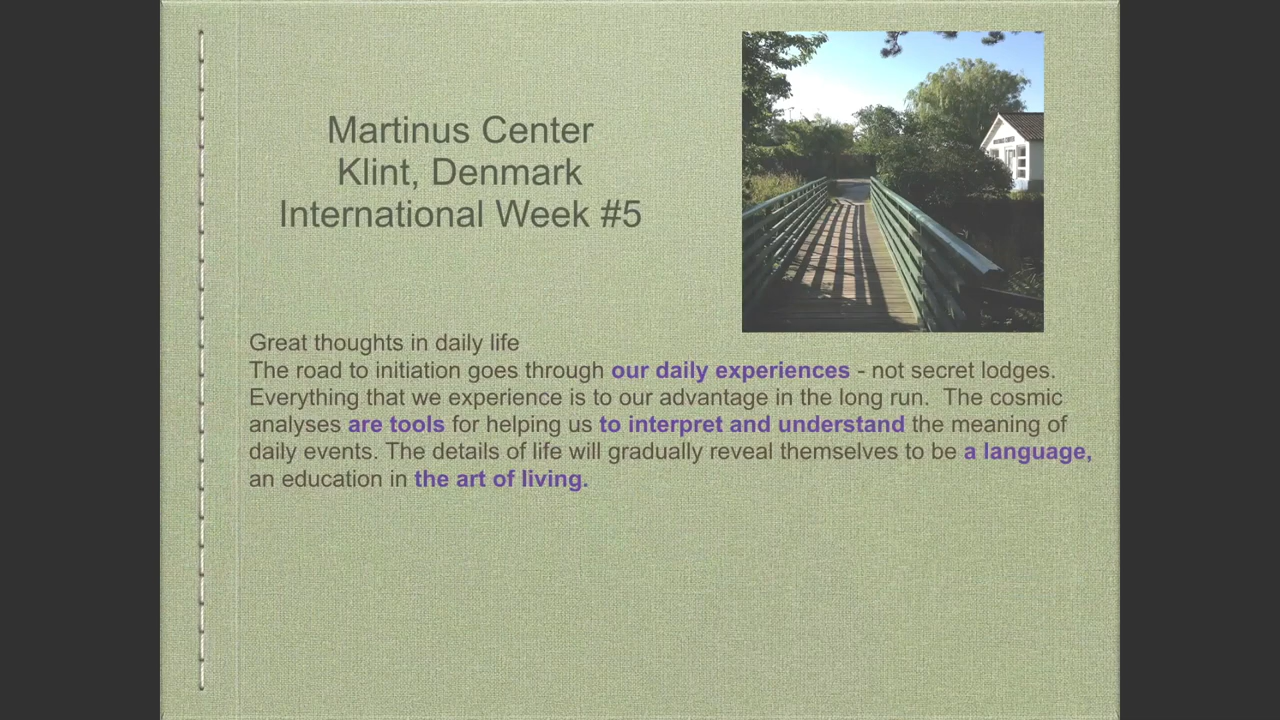 Martinus Center
Klint, Denmark
International Week #5
Great thoughts in daily life
The road to initiation goes through our daily experiences - not secret lodges.
Everything that we experience is to our advantage in the long run.  The cosmic
analyses are tools for helping us to interpret and understand the meaning of
daily events. The details of life will gradually reveal themselves to be a language,
an education in the art of living.